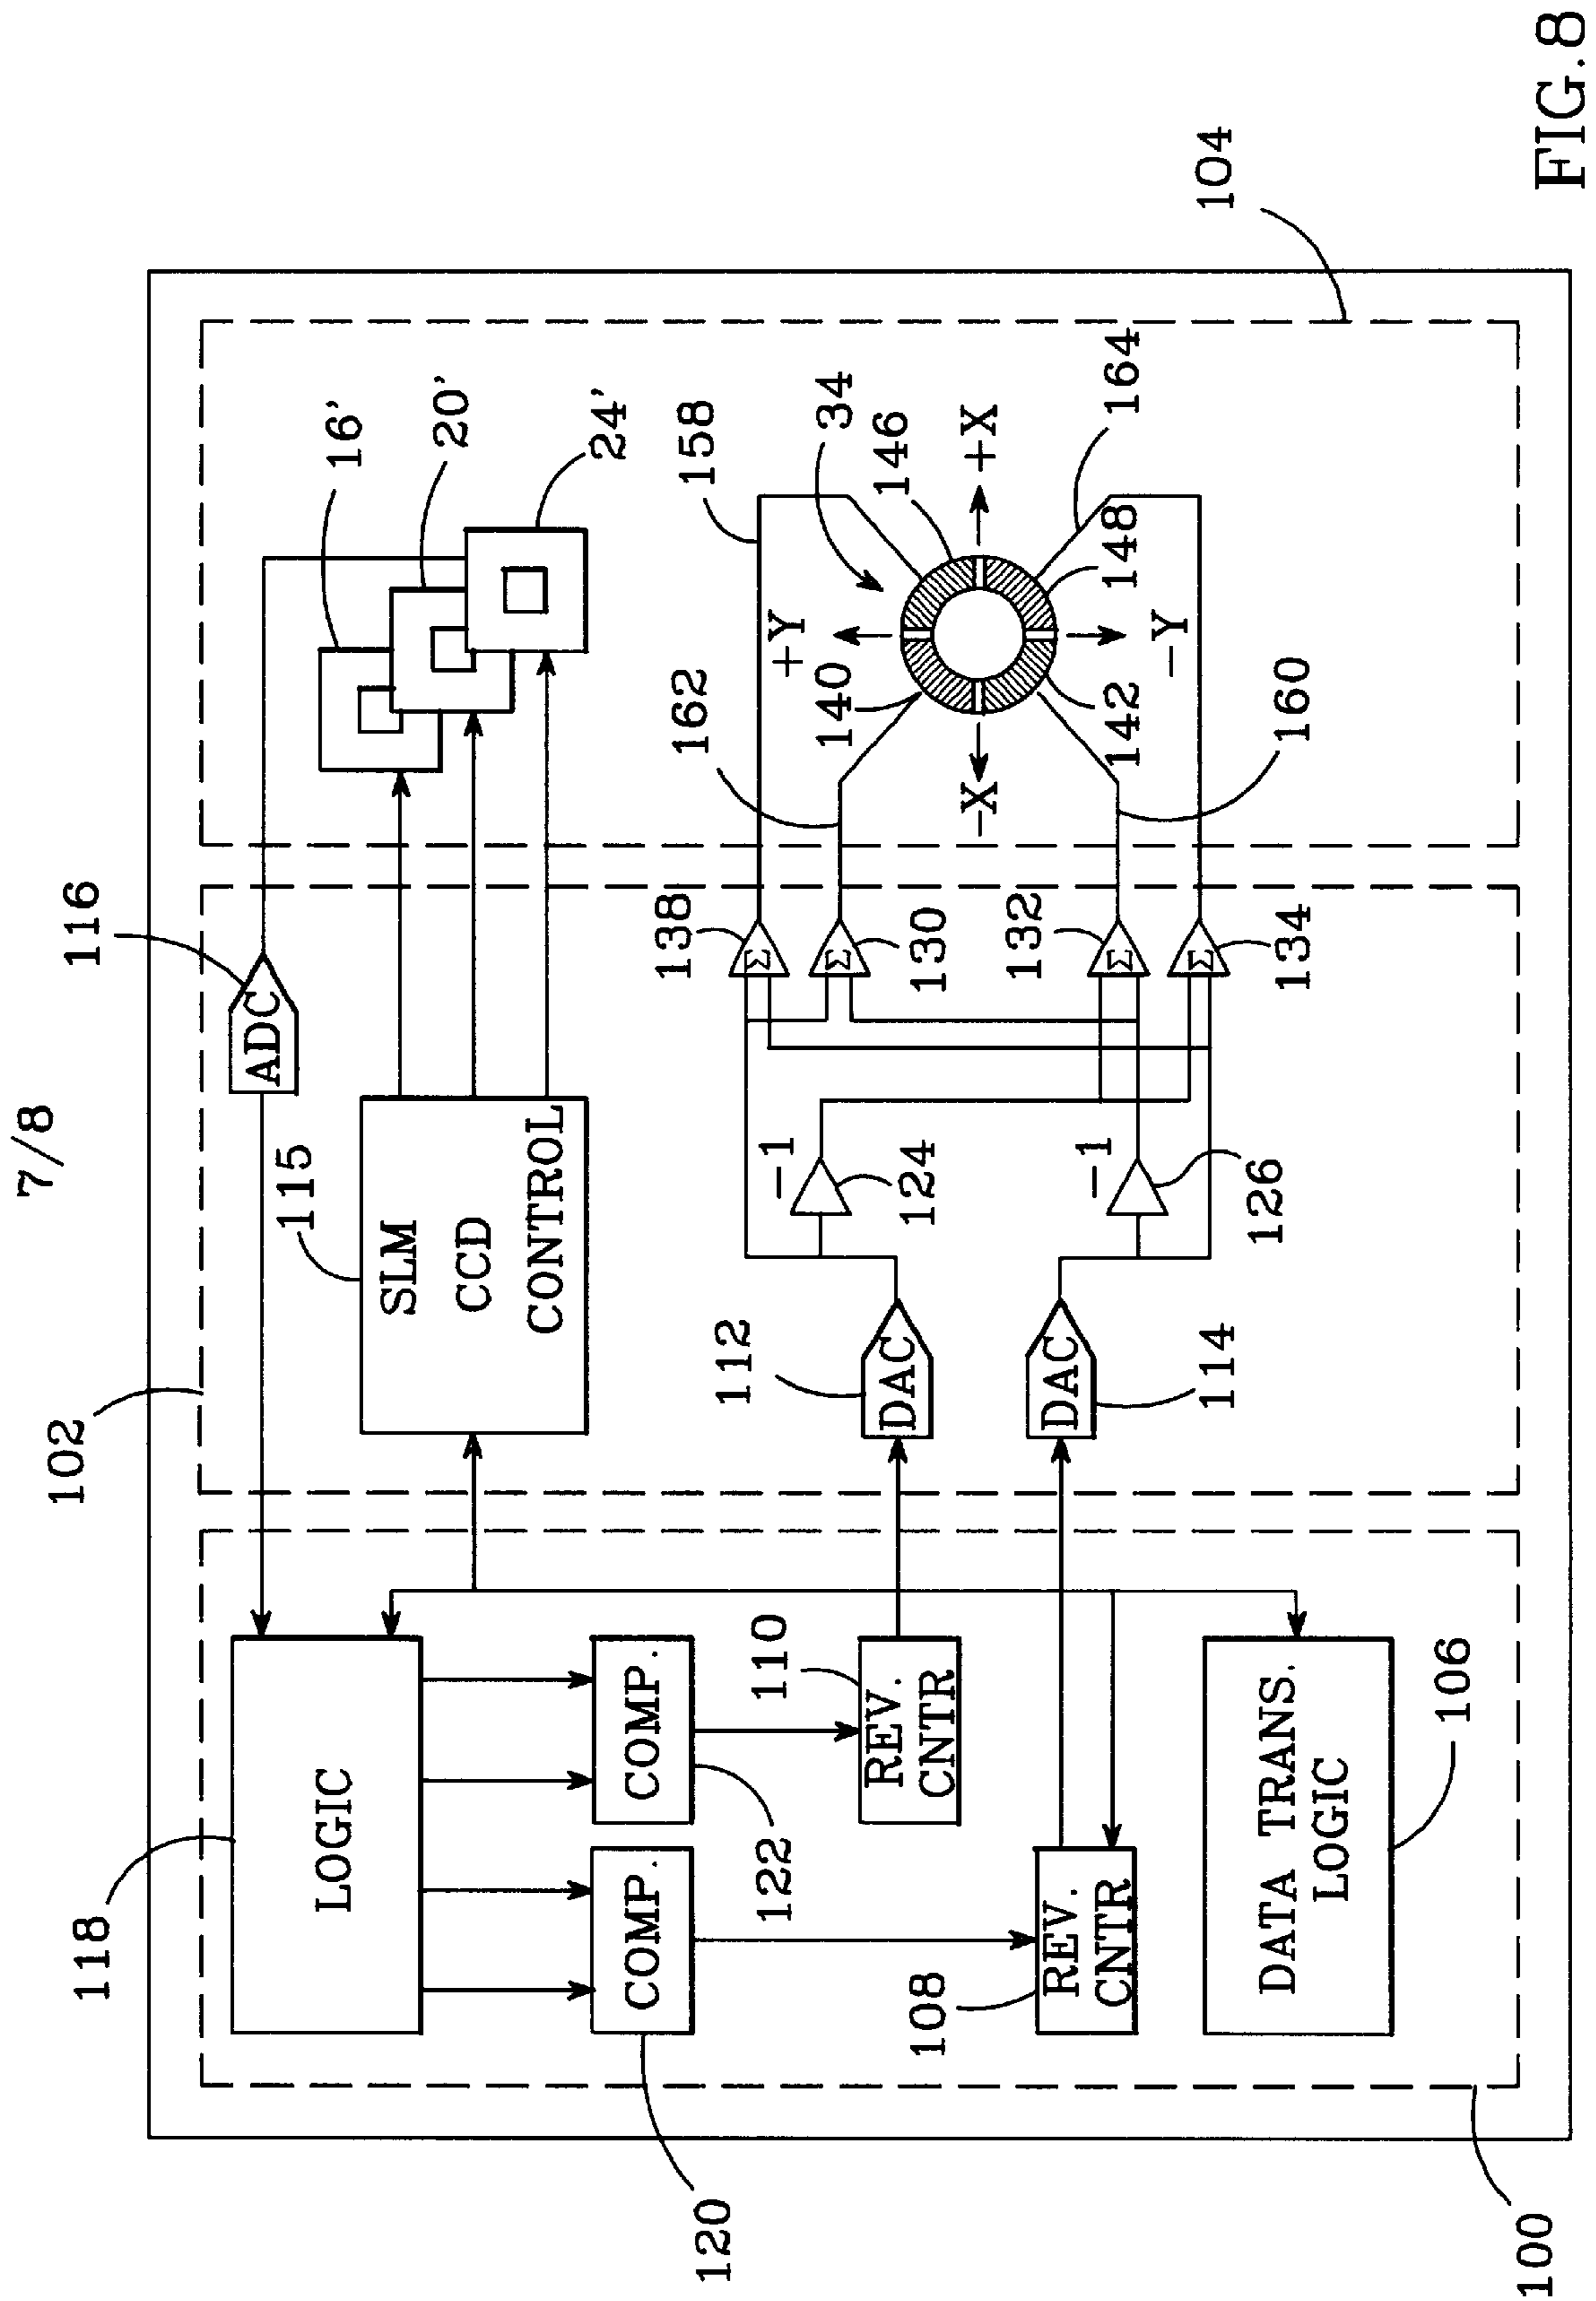 7/8
102
116
118
115
ADC
LOGIC
SLM
CCD
CONTROL
16'
20'
24'
COMP.
COMP.
120
122
110
REV.
CNTR
108
REV.
CNTR
DATA TRANS.
LOGIC
106
100
112
DAC
DAC
114
-1
124
-1
126
138
Σ
Σ
130
132
Σ
Σ
134
158
162
34
146
140
+Y
+X
-X
-Y
142
148
160
164
104
FIG.8